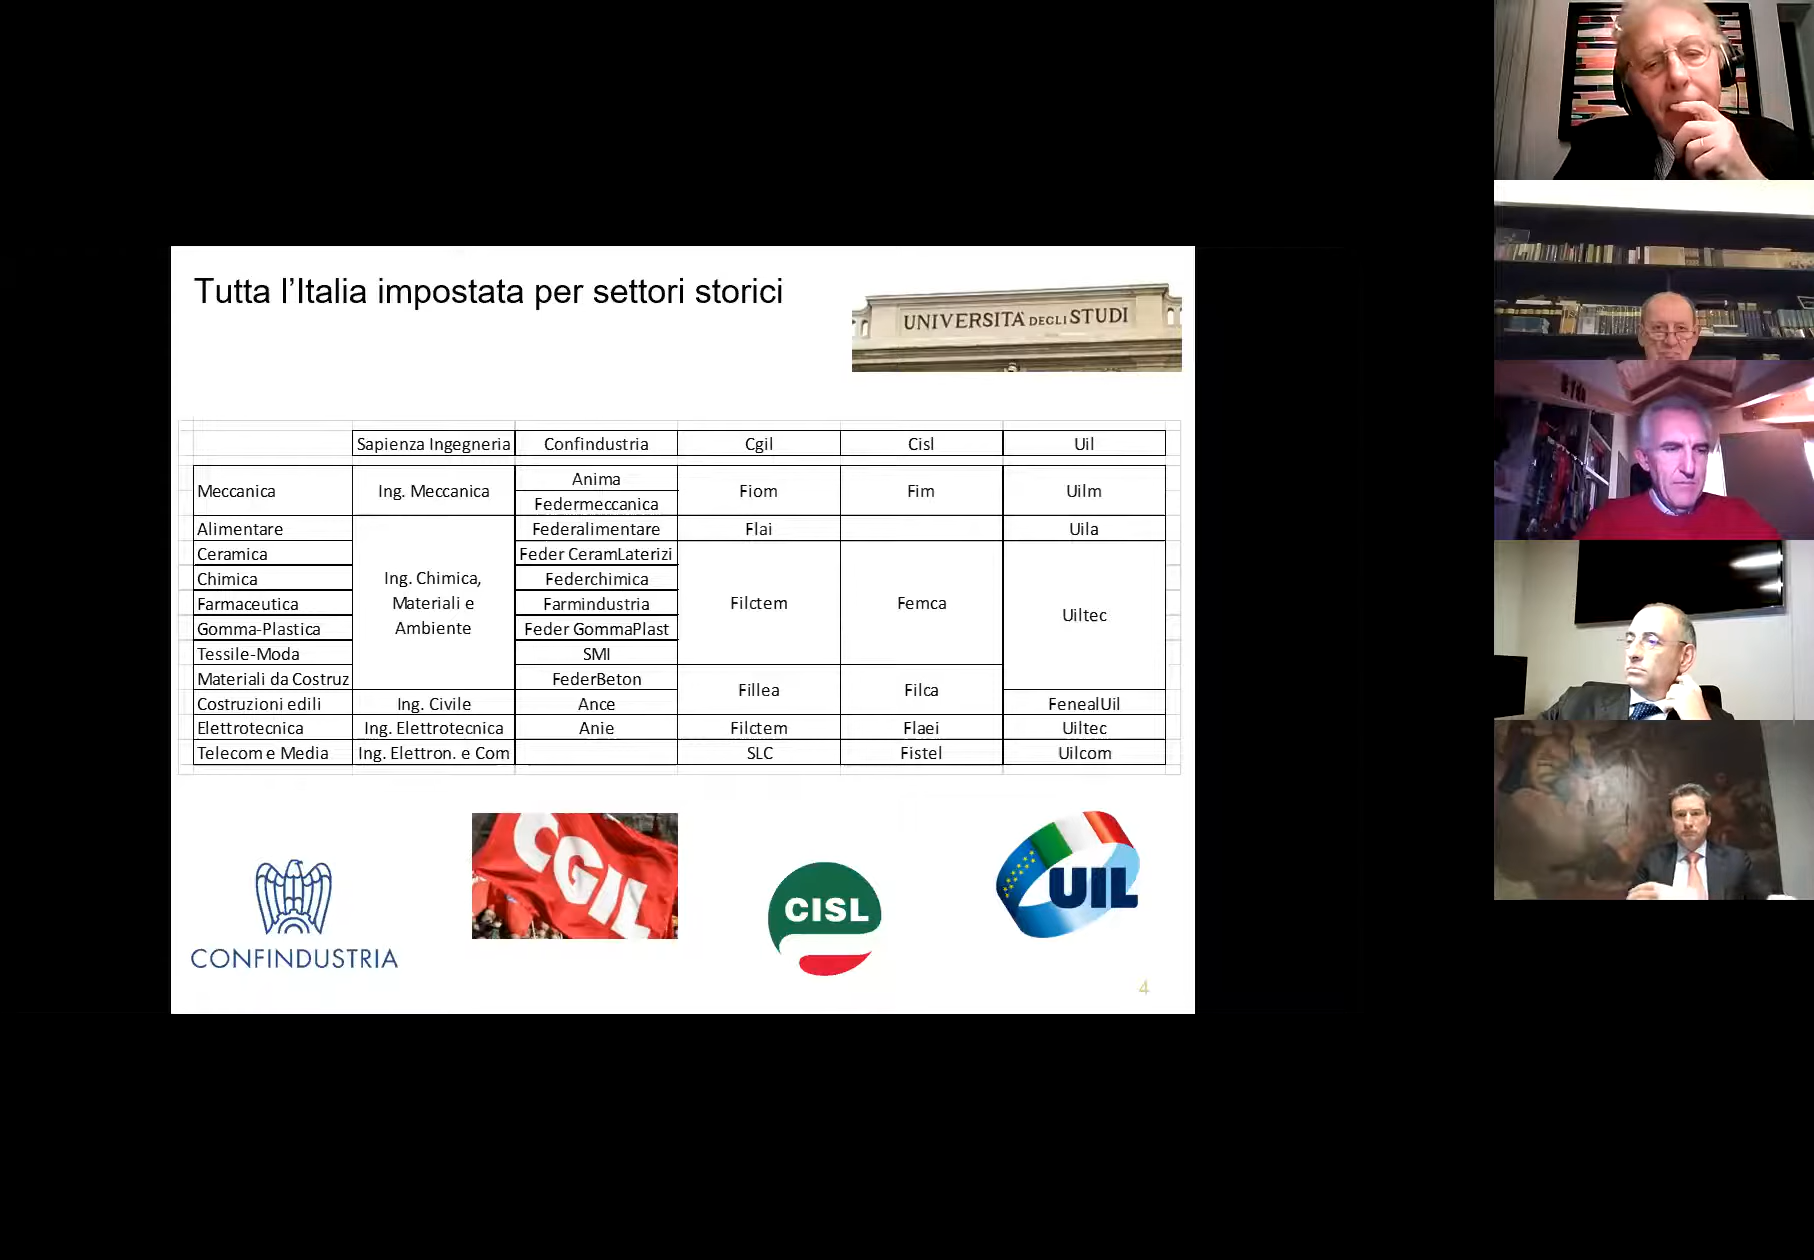 Tutta l’Italia impostata per settori storici
UNIVERSITÀ DEGLI STUDI
Sapienza Ingegneria Confindustria Cgil Cisl Uil
Meccanica Ing. Meccanica Anima Fiom Fim Uilm
Federmeccanica
Alimentare Federalimentare Flai Uila
Ceramica Feder CeramLaterizi
Chimica Ing. Chimica, Federchimica
Farmaceutica Materiali e Farmindustria Filctem Femca Uiltec
Gomma-Plastica Ambiente Feder GommaPlast
Tessile-Moda SMI
Materiali da Costruz FederBeton Fillea Filca
Costruzioni edili Ing. Civile Ance FenealUil
Elettrotecnica Ing. Elettrotecnica Anie Filctem Flaei Uiltec
Telecom e Media Ing. Elettron. e Com SLC Fistel Uilcom
CONFINDUSTRIA
CGIL
CISL
UIL
4